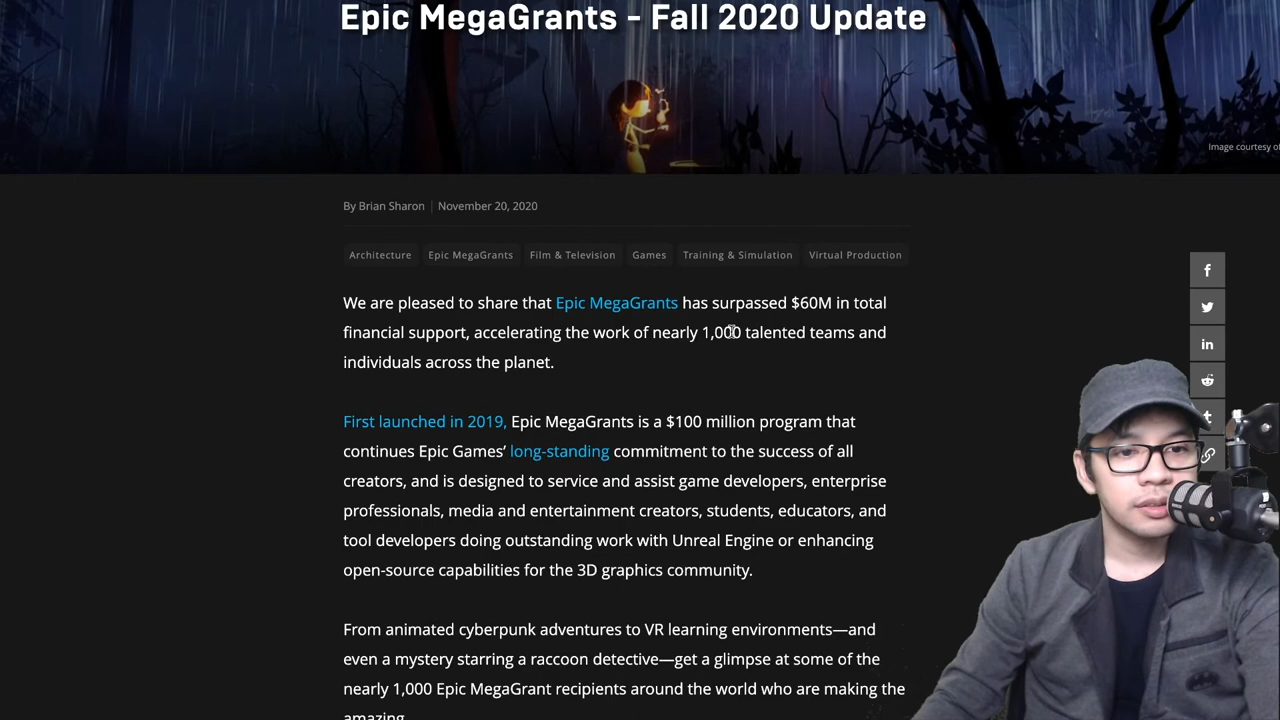 Epic MegaGrants - Fall 2020 Update
Image courtesy of
By Brian Sharon | November 20, 2020
Architecture Epic MegaGrants Film & Television Games Training & Simulation Virtual Production
We are pleased to share that Epic MegaGrants has surpassed $60M in total
financial support, accelerating the work of nearly 1,000 talented teams and
individuals across the planet.
First launched in 2019, Epic MegaGrants is a $100 million program that
continues Epic Games’ long-standing commitment to the success of all
creators, and is designed to service and assist game developers, enterprise
professionals, media and entertainment creators, students, educators, and
tool developers doing outstanding work with Unreal Engine or enhancing
open-source capabilities for the 3D graphics community.
From animated cyberpunk adventures to VR learning environments—and
even a mystery starring a raccoon detective—get a glimpse at some of the
nearly 1,000 Epic MegaGrant recipients around the world who are making the
amazing